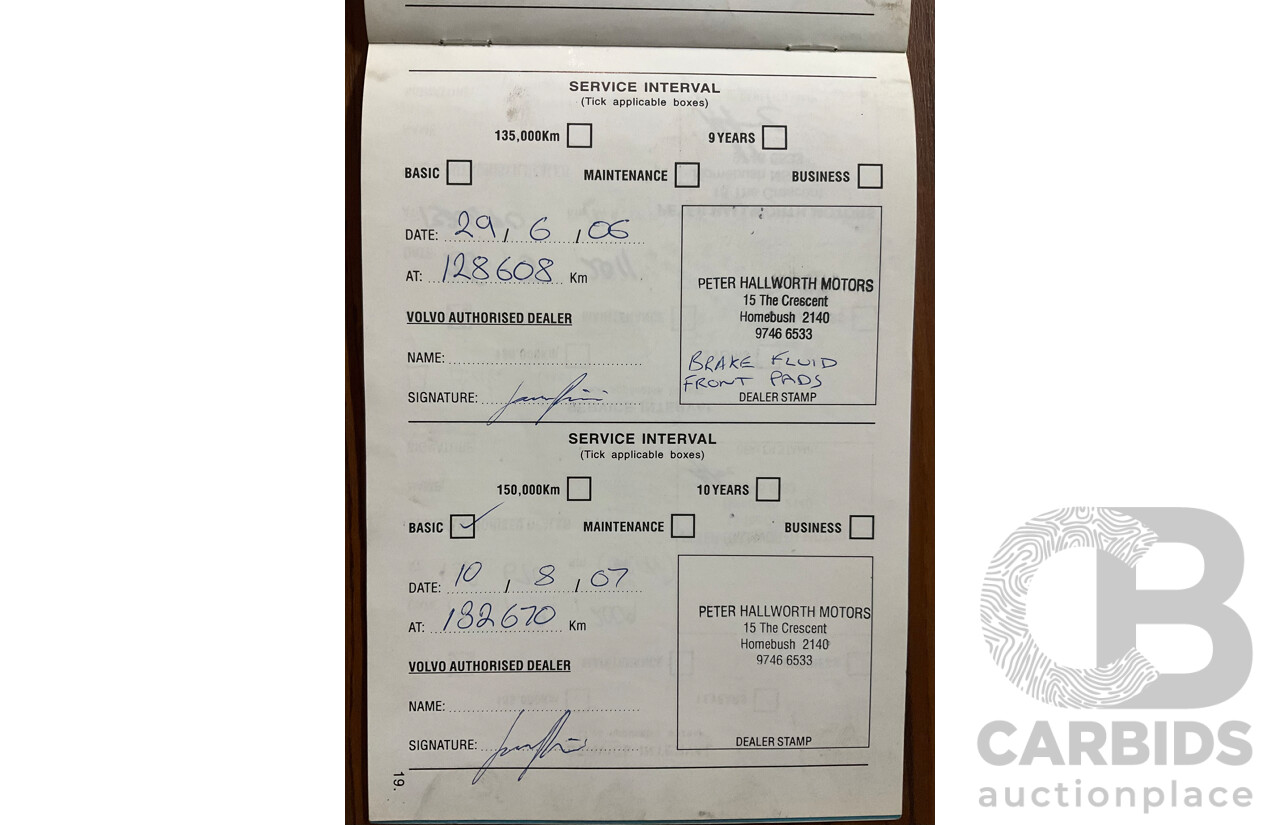 SERVICE INTERVAL
(Tick applicable boxes)
135,000Km 9 YEARS
BASIC MAINTENANCE BUSINESS
DATE: 29 / 6 / 06
AT: 128608 Km
VOLVO AUTHORISED DEALER
NAME:
SIGNATURE:
PETER HALLWORTH MOTORS
15 The Crescent
Homebush 2140
9746 6533
BRAKE FLUID
FRONT PADS
DEALER STAMP
SERVICE INTERVAL
(Tick applicable boxes)
150,000Km 10 YEARS
BASIC MAINTENANCE BUSINESS
DATE: 10 / 8 / 07
AT: 132670 Km
VOLVO AUTHORISED DEALER
NAME:
SIGNATURE:
PETER HALLWORTH MOTORS
15 The Crescent
Homebush 2140
9746 6533
DEALER STAMP
19.
CB
CARBIDS
auctionplace